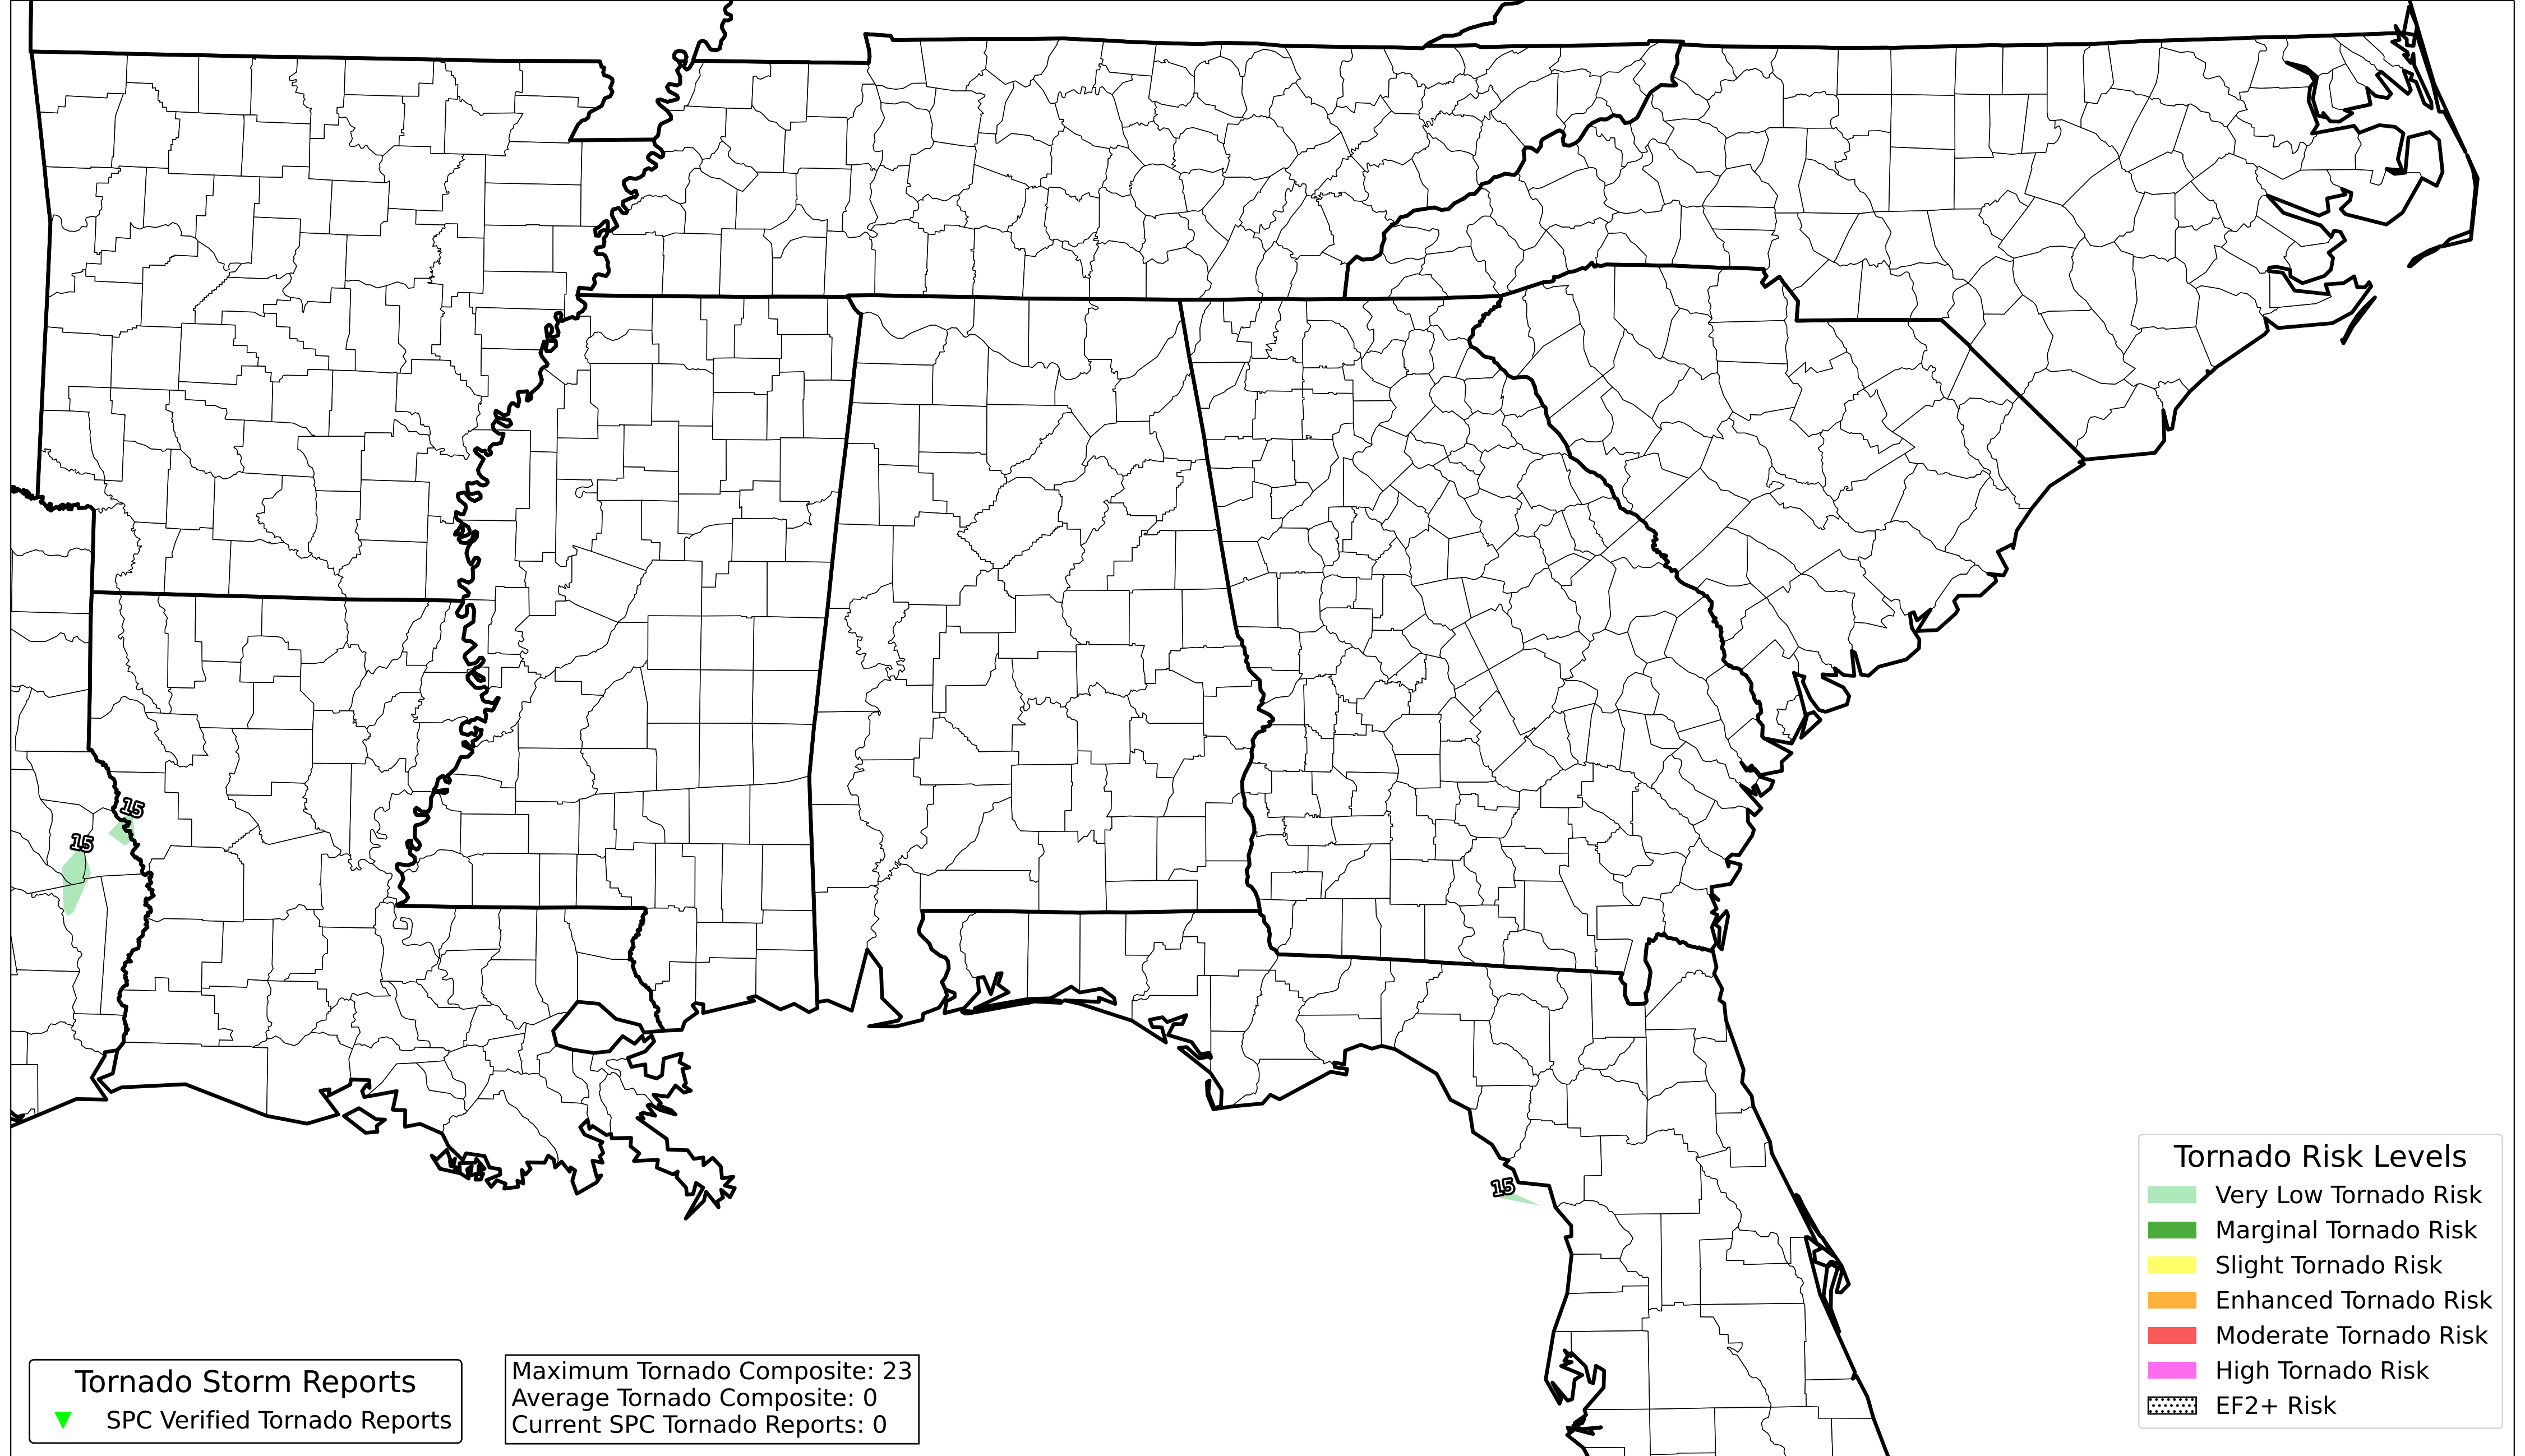 15
15
15
Tornado Risk Levels
Very Low Tornado Risk
Marginal Tornado Risk
Slight Tornado Risk
Enhanced Tornado Risk
Moderate Tornado Risk
High Tornado Risk
EF2+ Risk
Tornado Storm Reports
SPC Verified Tornado Reports
Maximum Tornado Composite: 23
Average Tornado Composite: 0
Current SPC Tornado Reports: 0